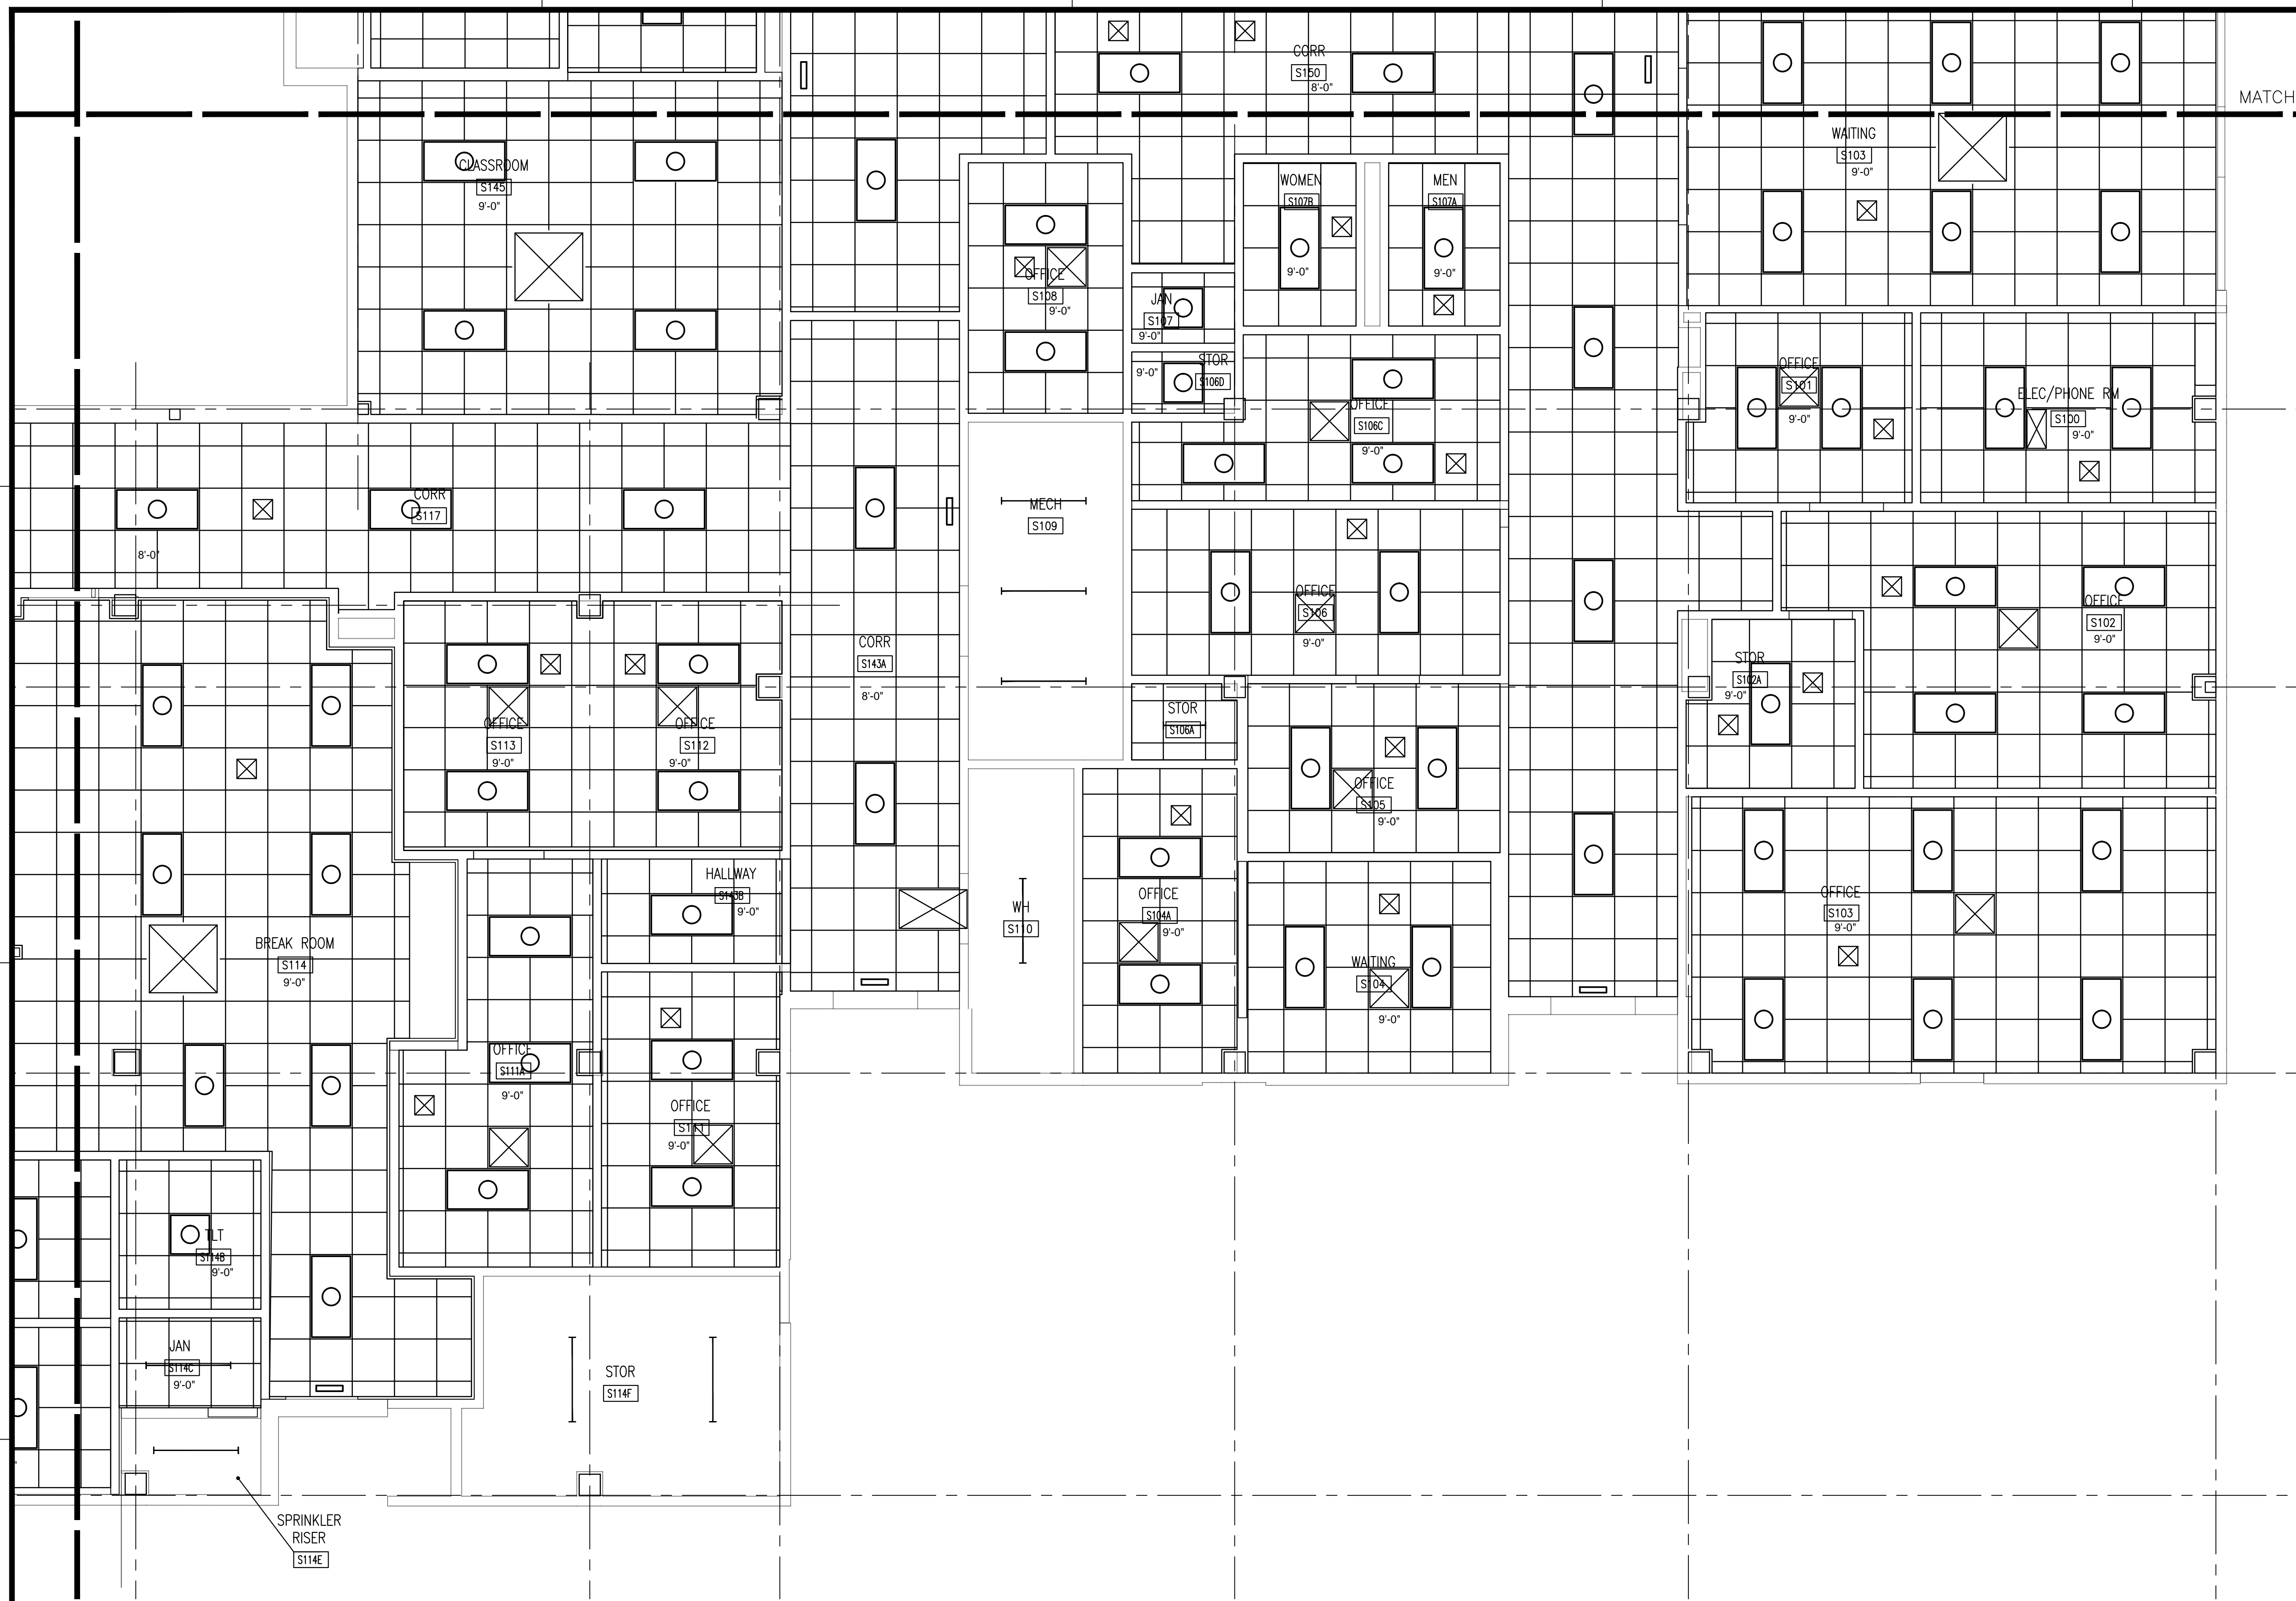 CORR
S150
8'-0"
MATCH
WAITING
S103
9'-0"
CLASSROOM
S145
9'-0"
WOMEN
S107B
9'-0"
MEN
S107A
9'-0"
OFFICE
S108
9'-0"
JAN
S107
9'-0"
STOR
S106D
9'-0"
OFFICE
S106C
9'-0"
OFFICE
S101
9'-0"
ELEC/PHONE RM
S100
9'-0"
CORR
S117
8'-0"
MECH
S109
OFFICE
S106
9'-0"
OFFICE
S102
9'-0"
CORR
S143A
8'-0"
STOR
S102A
9'-0"
OFFICE
S113
9'-0"
OFFICE
S112
9'-0"
STOR
S106A
OFFICE
S105
9'-0"
HALLWAY
S143B
9'-0"
WH
S110
OFFICE
S104A
9'-0"
OFFICE
S103
9'-0"
BREAK ROOM
S114
9'-0"
WAITING
S104
9'-0"
OFFICE
S111A
9'-0"
OFFICE
S111
9'-0"
TLT
S114B
9'-0"
JAN
S114C
9'-0"
STOR
S114F
SPRINKLER
RISER
S114E